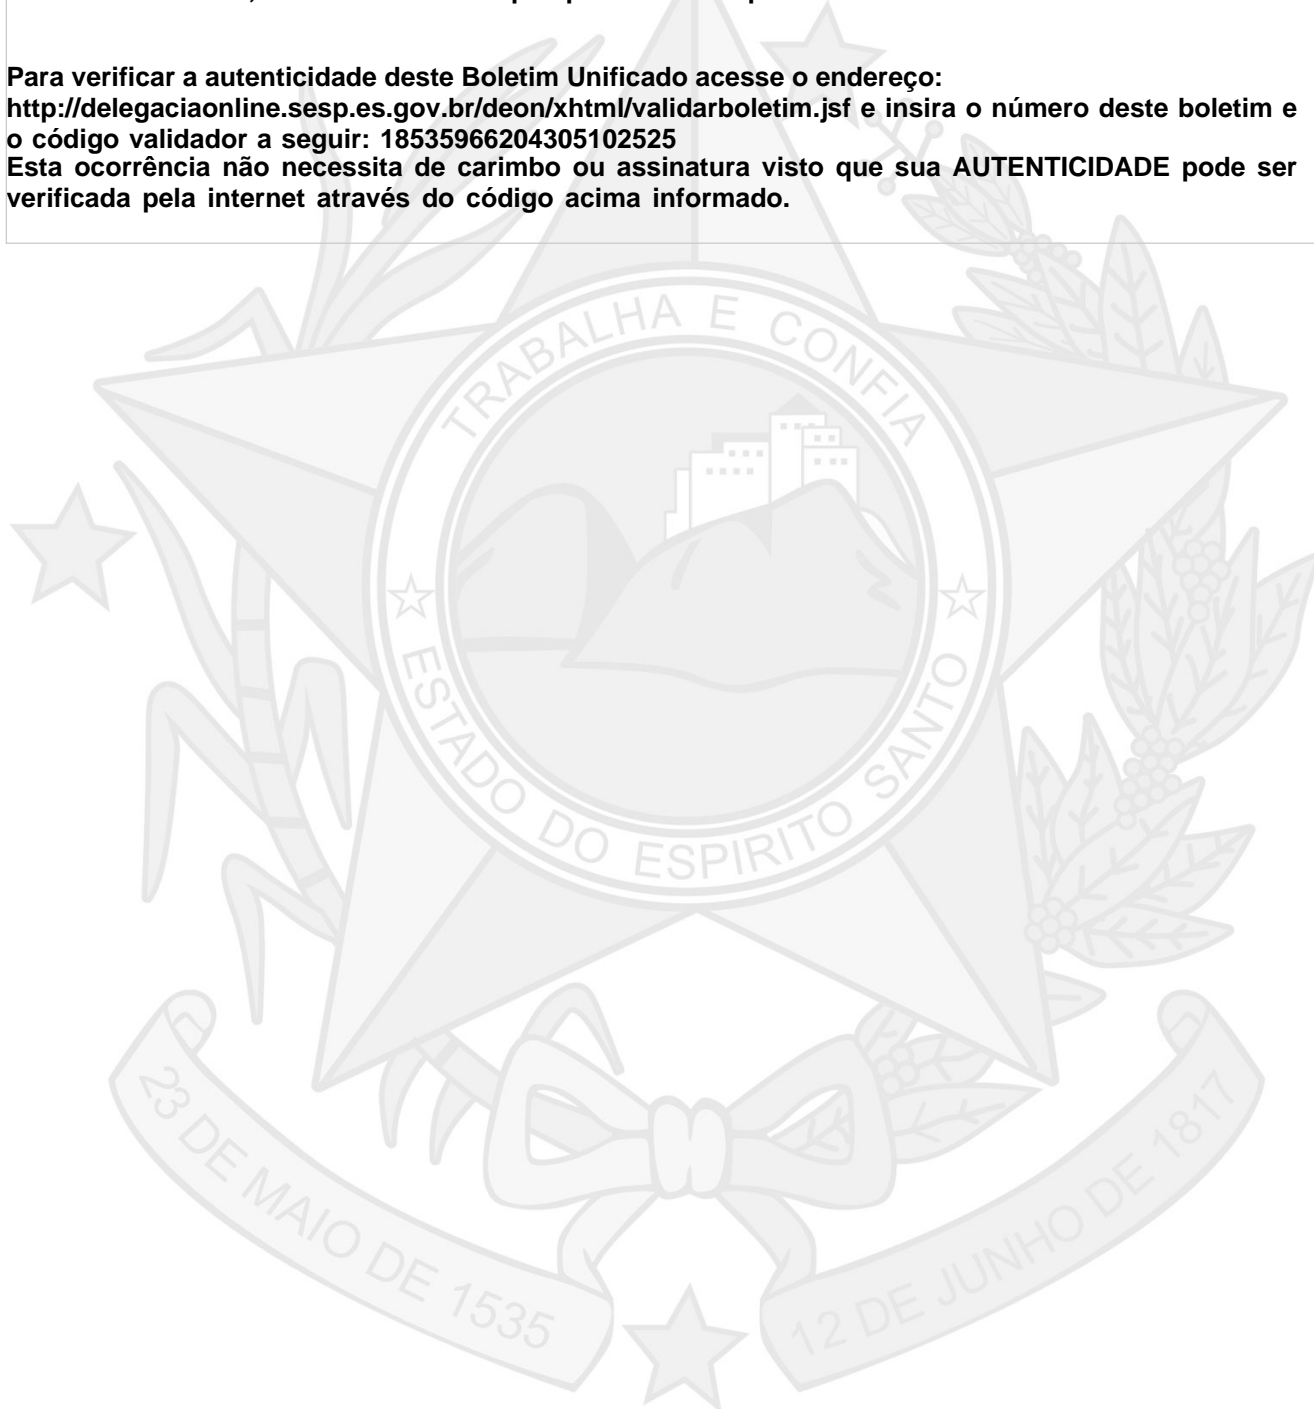 Para verificar a autenticidade deste Boletim Unificado acesse o endereço:
http://delegaciaonline.sesp.es.gov.br/deon/xhtml/validarboletim.jsf e insira o número deste boletim e
o código validador a seguir: 18535966204305102525
Esta ocorrência não necessita de carimbo ou assinatura visto que sua AUTENTICIDADE pode ser
verificada pela internet através do código acima informado.
TRABALHA E CONFIA
ESTADO DO ESPIRITO SANTO
23 DE MAIO DE 1535
12 DE JUNHO DE 1817